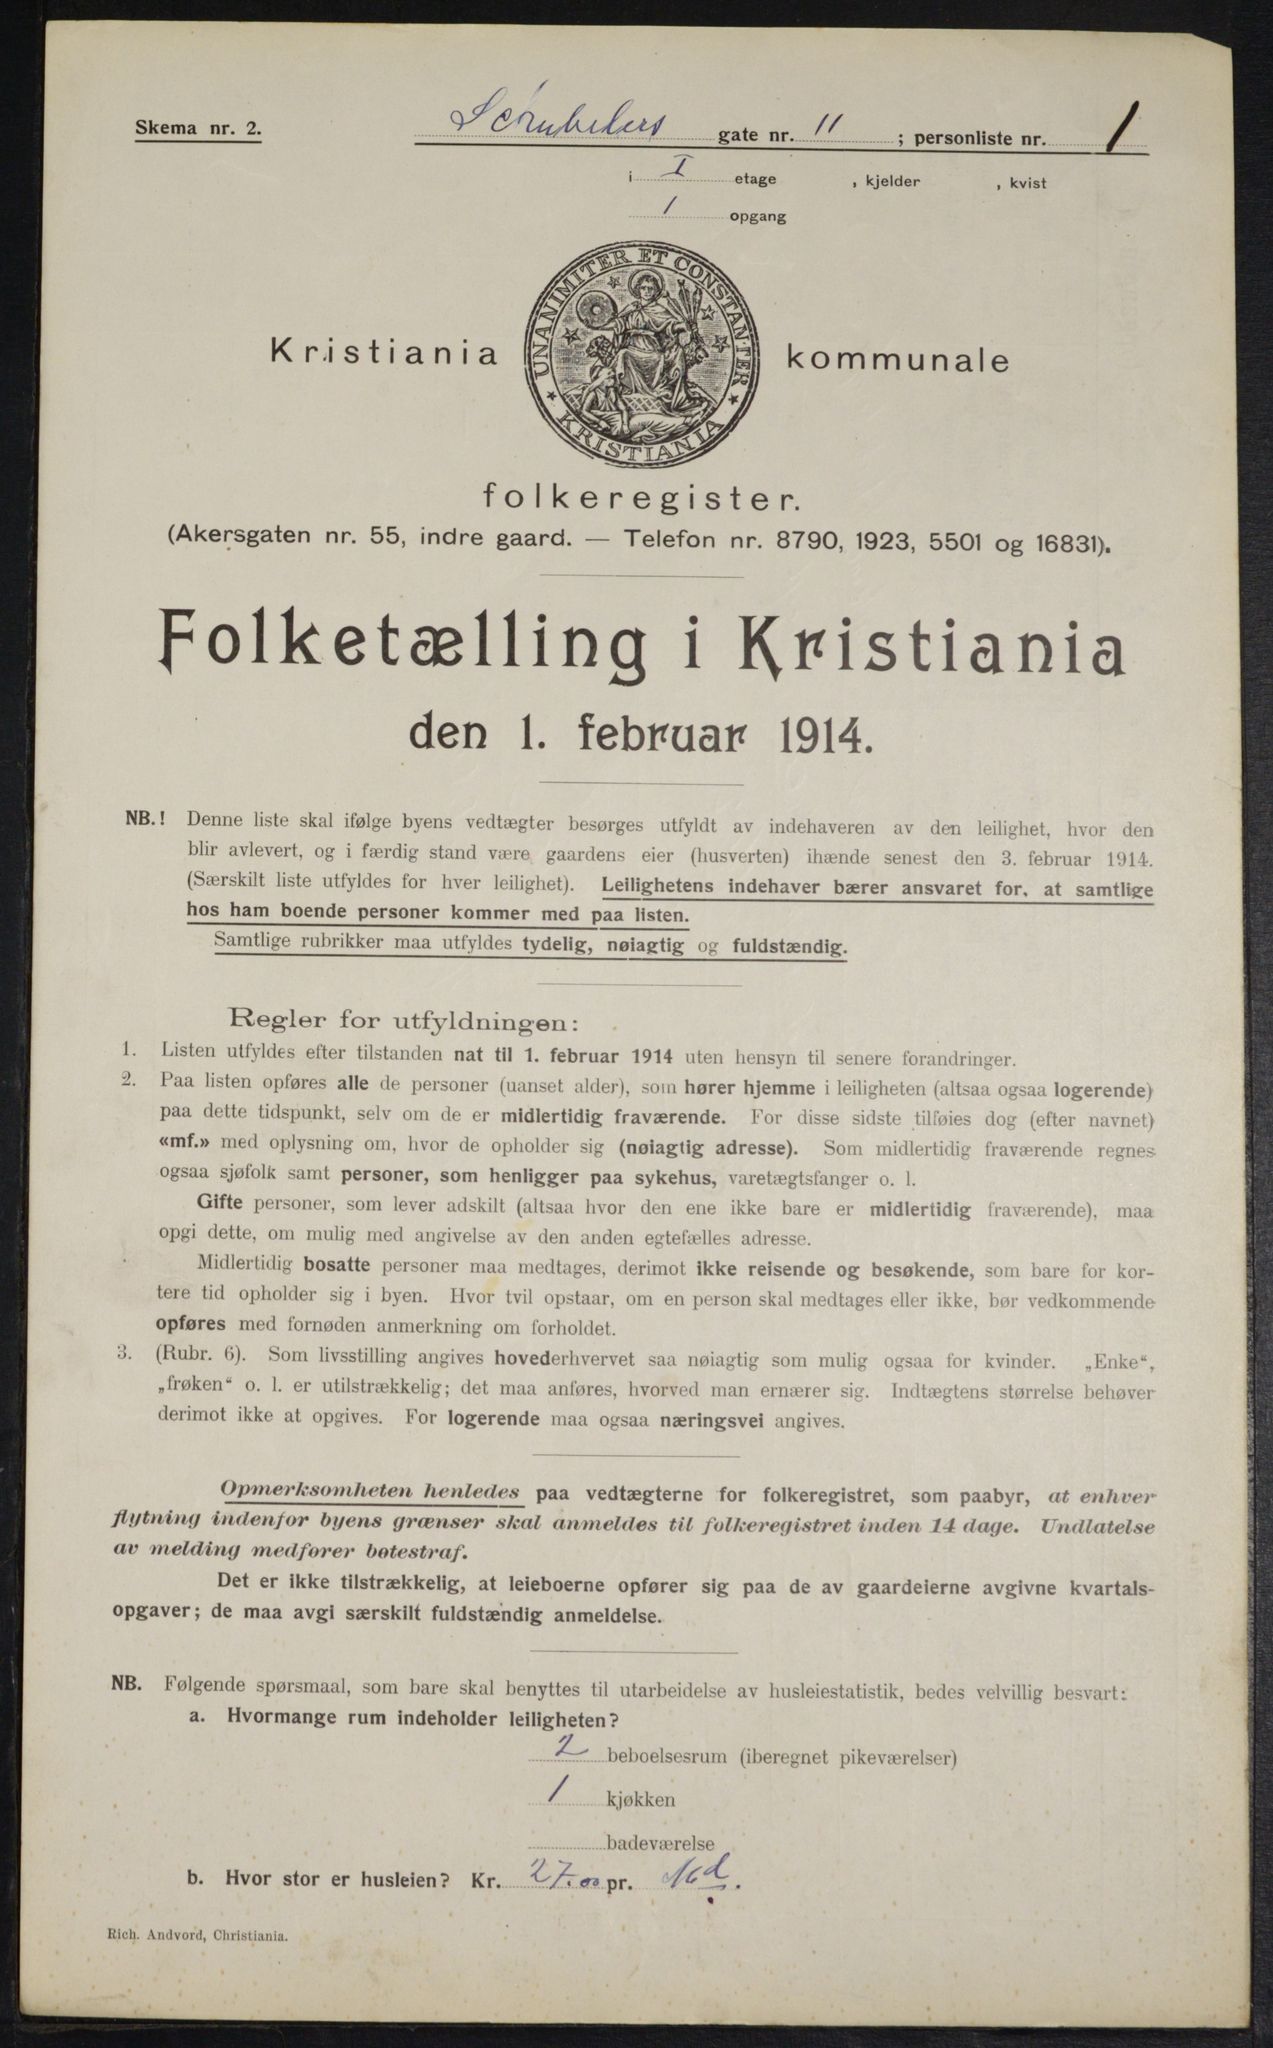 Skema nr. 2.
Schubelers gate nr. 11 ; personliste nr. 1
i I etage , kjelder , kvist
1 opgang
UNANIMITER ET CONSTANTER
KRISTIANIA
Kristiania kommunale
folkeregister.
(Akersgaten nr. 55, indre gaard. — Telefon nr. 8790, 1923, 5501 og 16831).
Folketælling i Kristiania
den 1. februar 1914.
NB.! Denne liste skal ifølge byens vedtægter besørges utfyldt av indehaveren av den leilighet, hvor den
blir avlevert, og i færdig stand være gaardens eier (husverten) ihænde senest den 3. februar 1914.
(Særskilt liste utfyldes for hver leilighet). Leilighetens indehaver bærer ansvaret for, at samtlige
hos ham boende personer kommer med paa listen.
Samtlige rubrikker maa utfyldes tydelig, nøiagtig og fuldstændig.
Regler for utfyldningen:
1. Listen utfyldes efter tilstanden nat til 1. februar 1914 uten hensyn til senere forandringer.
2. Paa listen opføres alle de personer (uanset alder), som hører hjemme i leiligheten (altsaa ogsaa logerende)
paa dette tidspunkt, selv om de er midlertidig fraværende. For disse sidste tilføies dog (efter navnet)
«mf.» med oplysning om, hvor de opholder sig (nøiagtig adresse). Som midlertidig fraværende regnes
ogsaa sjøfolk samt personer, som henligger paa sykehus, varetægtsfanger o. l.
Gifte personer, som lever adskilt (altsaa hvor den ene ikke bare er midlertidig fraværende), maa
opgi dette, om mulig med angivelse av den anden egtefælles adresse.
Midlertidig bosatte personer maa medtages, derimot ikke reisende og besøkende, som bare for kor-
tere tid opholder sig i byen. Hvor tvil opstaar, om en person skal medtages eller ikke, bør vedkommende
opføres med fornøden anmerkning om forholdet.
3. (Rubr. 6). Som livsstilling angives hovederhvervet saa nøiagtig som mulig ogsaa for kvinder. „Enke“,
„frøken“ o. l. er utilstrækkelig; det maa anføres, hvorved man ernærer sig. Indtægtens størrelse behøver
derimot ikke at opgives. For logerende maa ogsaa næringsvei angives.
Opmerksomheten henledes paa vedtægterne for folkeregistret, som paabyr, at enhver
flytning indenfor byens grænser skal anmeldes til folkeregistret inden 14 dage. Undlatelse
av melding medfører bøtestraf.
Det er ikke tilstrækkelig, at leieboerne opfører sig paa de av gaardeierne avgivne kvartals-
opgaver; de maa avgi særskilt fuldstændig anmeldelse.
NB. Følgende spørsmaal, som bare skal benyttes til utarbeidelse av husleiestatistik, bedes velvillig besvart:
a. Hvormange rum indeholder leiligheten?
2 beboelsesrum (iberegnet pikeværelser)
1 kjøkken
badeværelse
b. Hvor stor er husleien? Kr. 27.00 pr. Md.
Rich. Andvord, Christiania.